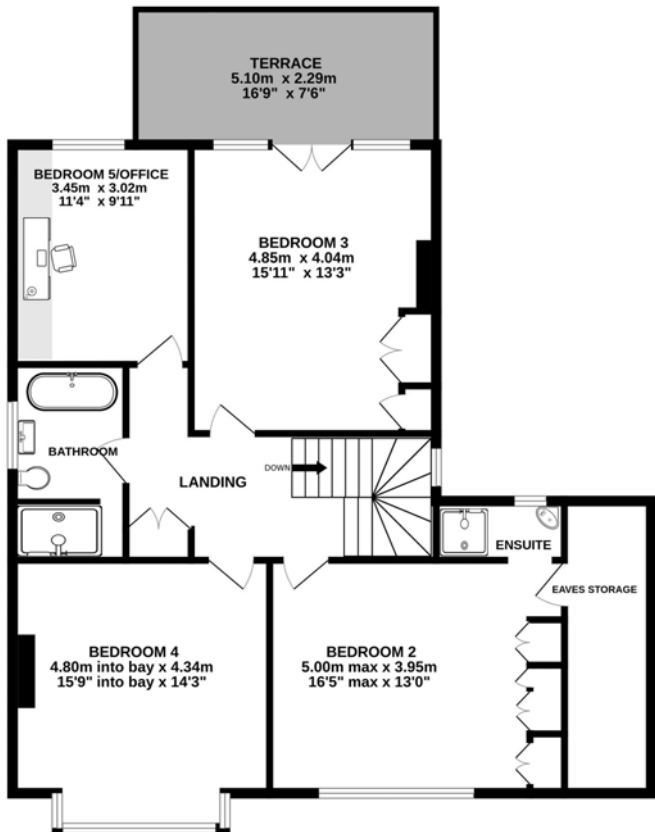 TERRACE
5.10m x 2.29m
16'9" x 7'6"
BEDROOM 5/OFFICE
3.45m x 3.02m
11'4" x 9'11"
BEDROOM 3
4.85m x 4.04m
15'11" x 13'3"
BATHROOM
LANDING
DOWN
ENSUITE
EAVES STORAGE
BEDROOM 4
4.80m into bay x 4.34m
15'9" into bay x 14'3"
BEDROOM 2
5.00m max x 3.95m
16'5" max x 13'0"